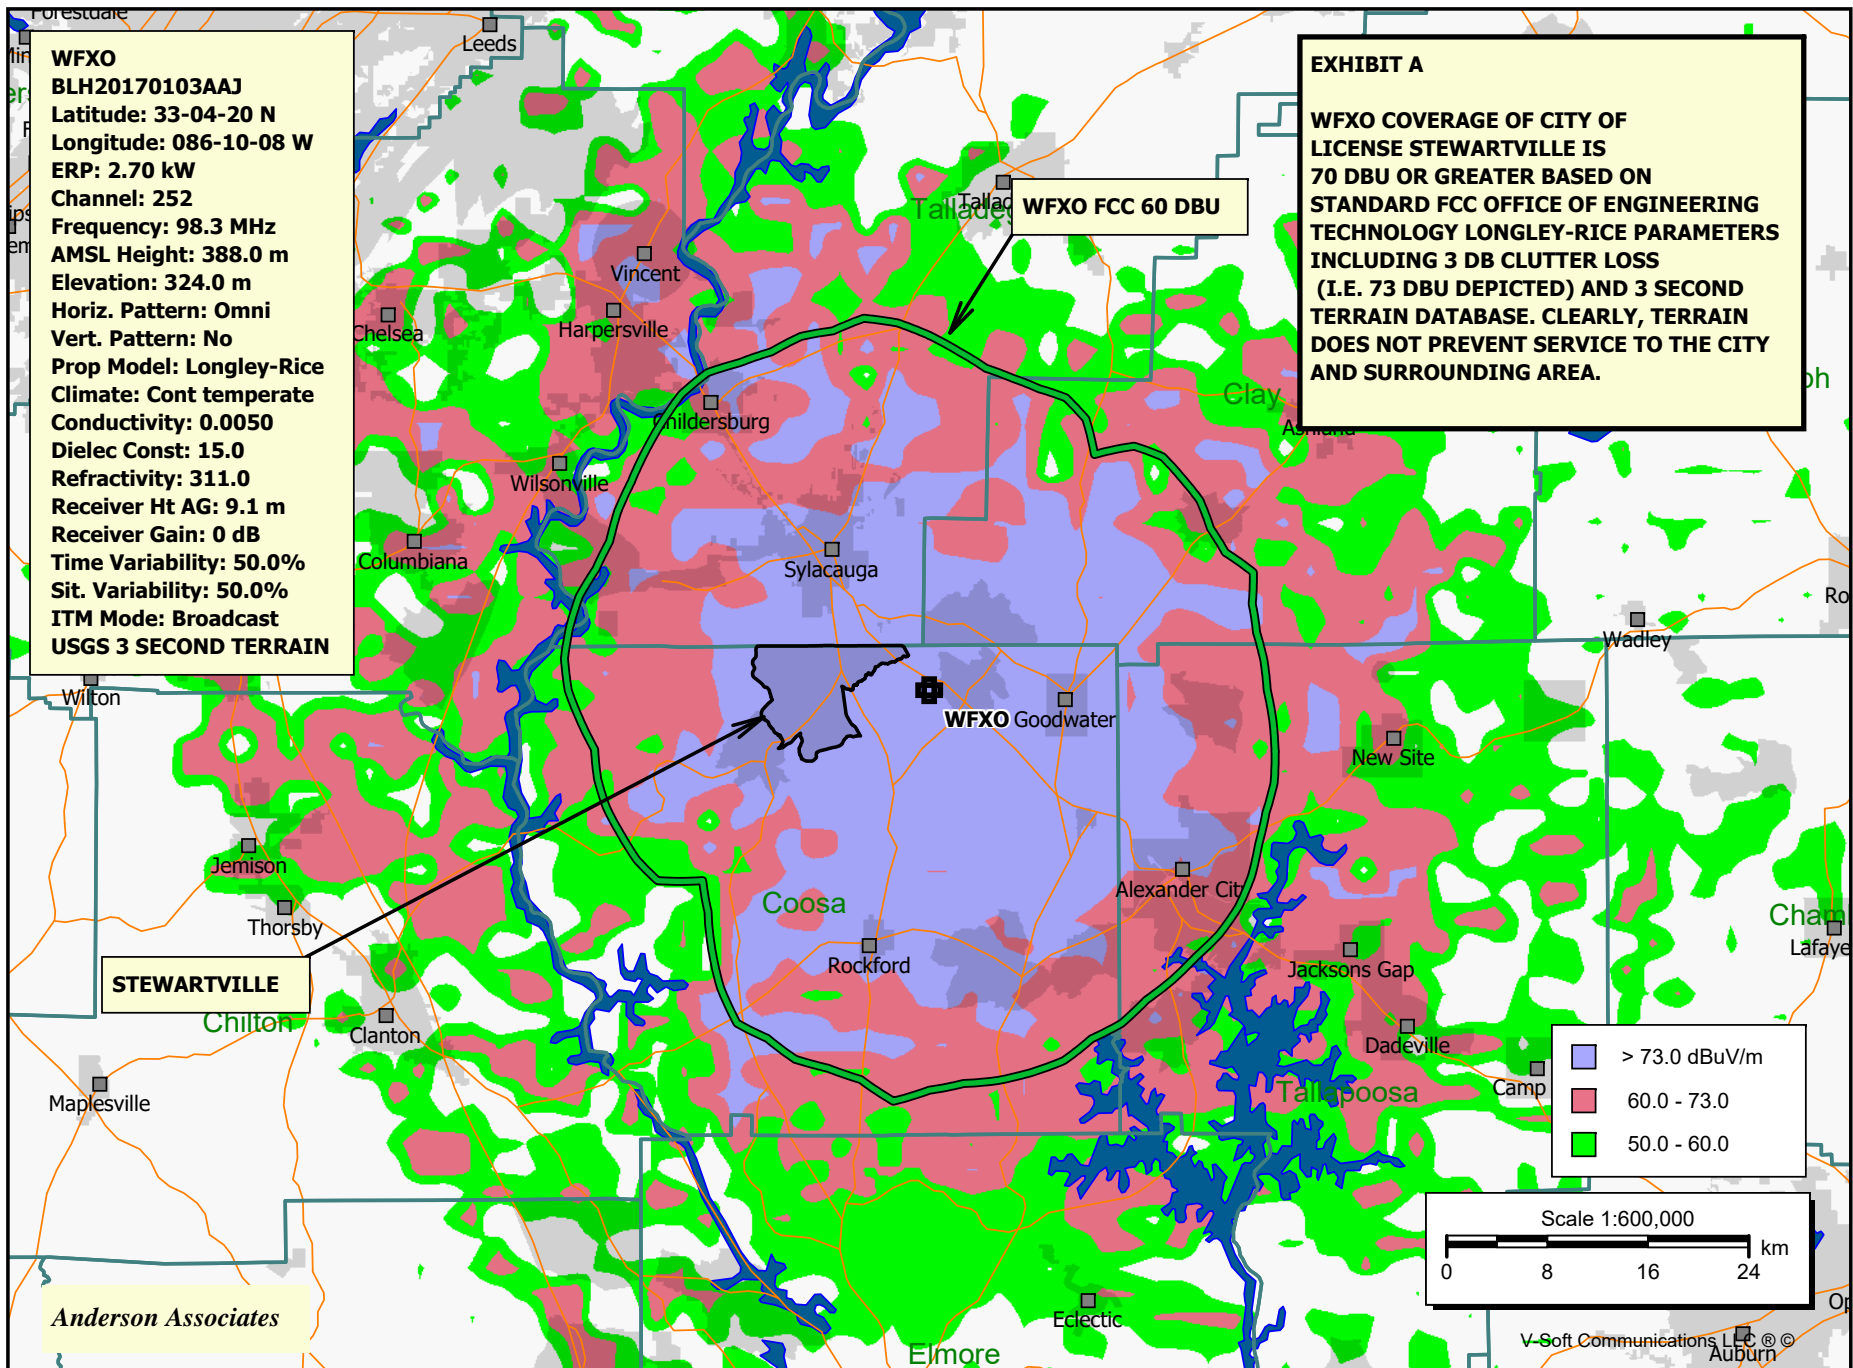 Forestdale
Leeds
WFXO
BLH20170103AAJ
Latitude: 33-04-20 N
Longitude: 086-10-08 W
ERP: 2.70 kW
Channel: 252
Frequency: 98.3 MHz
AMSL Height: 388.0 m
Elevation: 324.0 m
Horiz. Pattern: Omni
Vert. Pattern: No
Prop Model: Longley-Rice
Climate: Cont temperate
Conductivity: 0.0050
Dielec Const: 15.0
Refractivity: 311.0
Receiver Ht AG: 9.1 m
Receiver Gain: 0 dB
Time Variability: 50.0%
Sit. Variability: 50.0%
ITM Mode: Broadcast
USGS 3 SECOND TERRAIN
EXHIBIT A
WFXO COVERAGE OF CITY OF
LICENSE STEWARTVILLE IS
70 DBU OR GREATER BASED ON
STANDARD FCC OFFICE OF ENGINEERING
TECHNOLOGY LONGLEY-RICE PARAMETERS
INCLUDING 3 DB CLUTTER LOSS
(I.E. 73 DBU DEPICTED) AND 3 SECOND
TERRAIN DATABASE. CLEARLY, TERRAIN
DOES NOT PREVENT SERVICE TO THE CITY
AND SURROUNDING AREA.
WFXO FCC 60 DBU
Vincent
Harpersville
Chelsea
Clay
Ashland
Childersburg
Wilsonville
Columbiana
Sylacauga
Wadley
Wilton
WFXO
Goodwater
New Site
Jemison
Alexander City
Thorsby
Coosa
Rockford
Jacksons Gap
STEWARTVILLE
Chilton
Clanton
Dadeville
Camp
Maplesville
Tallapoosa
> 73.0 dBuV/m
60.0 - 73.0
50.0 - 60.0
Scale 1:600,000
km
0 8 16 24
Anderson Associates
Eclectic
Elmore
V-Soft Communications LLC ® ©
Auburn